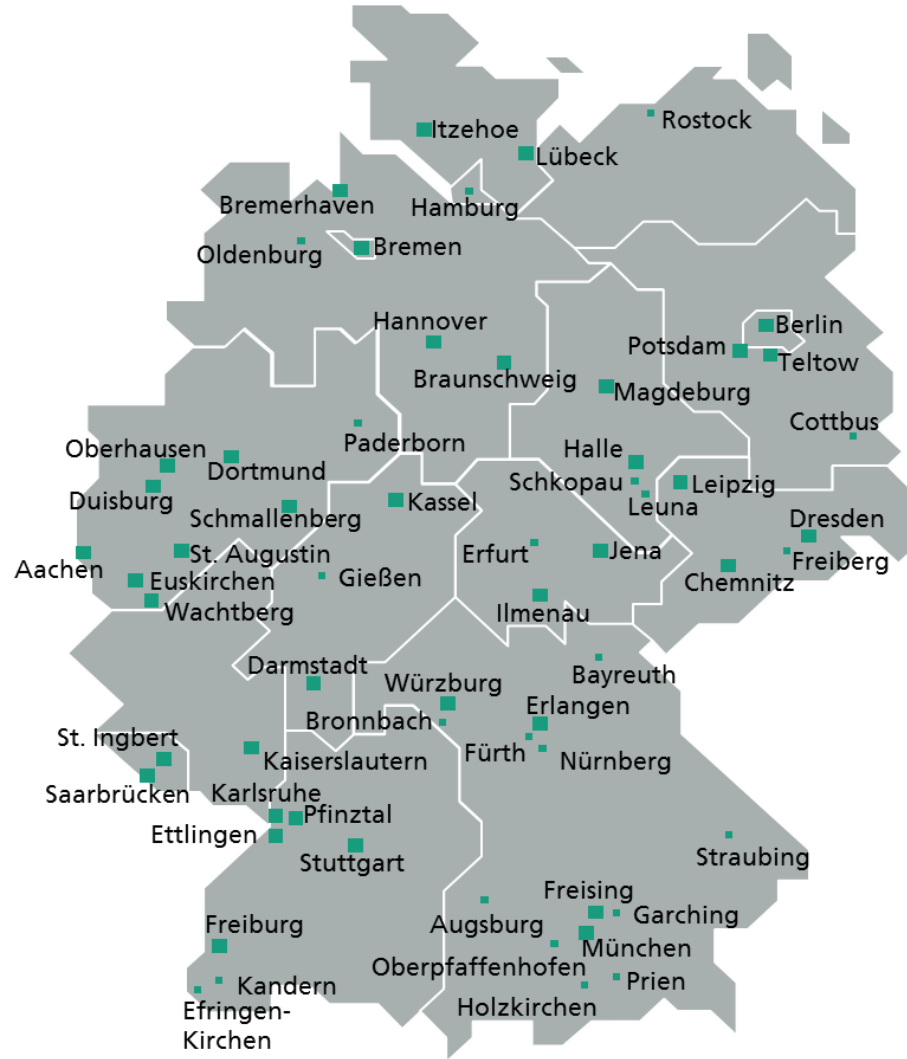 Rostock
Itzehoe
Lübeck
Bremerhaven
Hamburg
Oldenburg
Bremen
Hannover
Berlin
Potsdam
Teltow
Braunschweig
Magdeburg
Cottbus
Paderborn
Oberhausen
Dortmund
Halle
Schkopau
Leipzig
Duisburg
Kassel
Leuna
Schmallenberg
Dresden
St. Augustin
Erfurt
Jena
Freiberg
Aachen
Euskirchen
Gießen
Chemnitz
Wachtberg
Ilmenau
Darmstadt
Bayreuth
Würzburg
Erlangen
Bronnbach
St. Ingbert
Kaiserslautern
Fürth
Nürnberg
Saarbrücken
Karlsruhe
Pfinztal
Ettlingen
Stuttgart
Straubing
Freising
Garching
Augsburg
Freiburg
München
Oberpfaffenhofen
Kandern
Prien
Holzkirchen
Efringen-
Kirchen